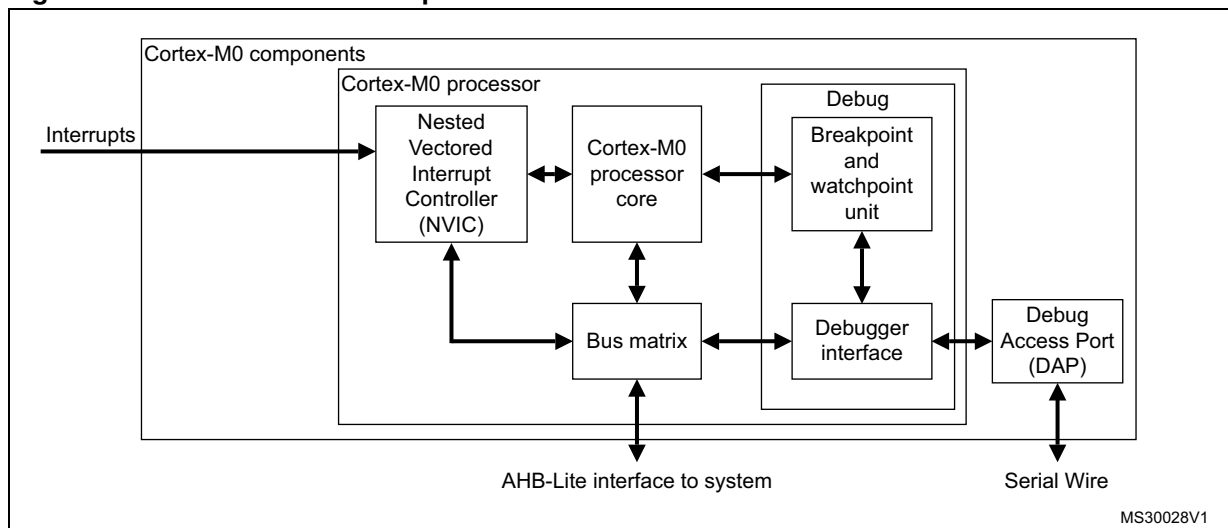 Cortex-M0 components
Cortex-M0 processor
Interrupts
Nested
Vectored
Interrupt
Controller
(NVIC)
Cortex-M0
processor
core
Debug
Breakpoint
and
watchpoint
unit
Bus matrix
Debugger
interface
Debug
Access Port
(DAP)
AHB-Lite interface to system
Serial Wire
MS30028V1